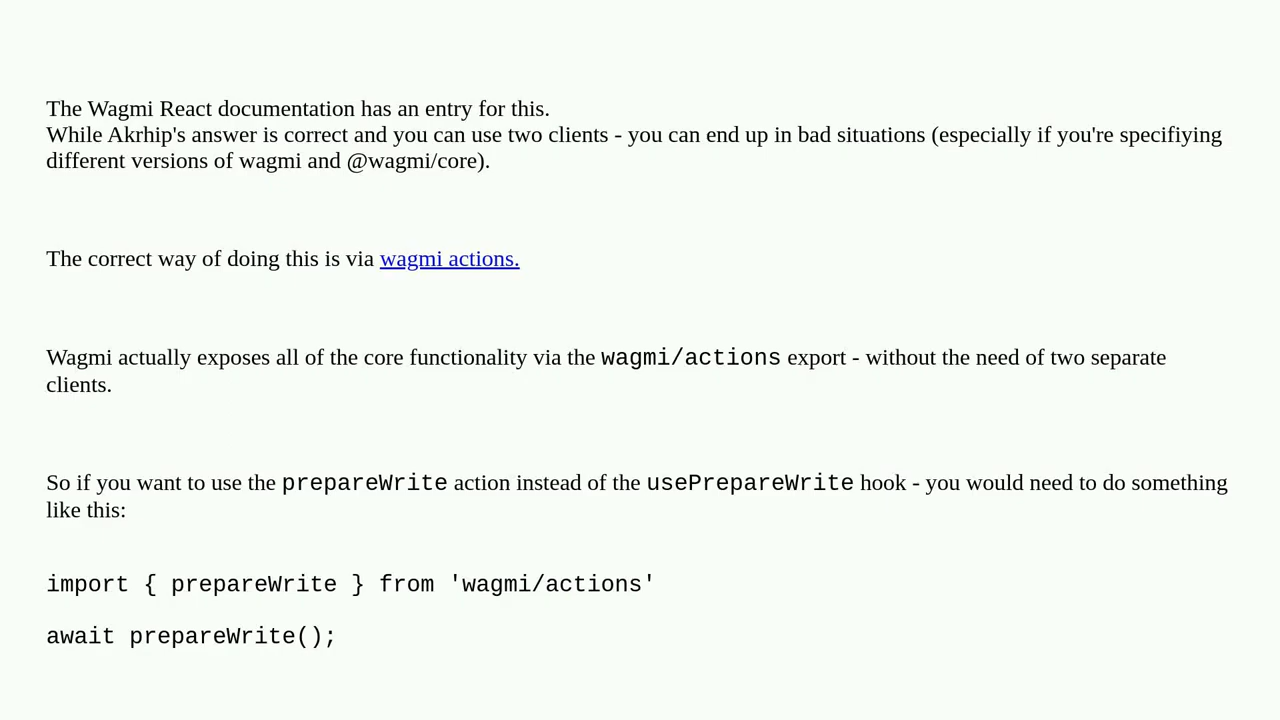 The Wagmi React documentation has an entry for this.
While Akrhip's answer is correct and you can use two clients - you can end up in bad situations (especially if you're specifiying
different versions of wagmi and @wagmi/core).
The correct way of doing this is via wagmi actions.
Wagmi actually exposes all of the core functionality via the wagmi/actions export - without the need of two separate
clients.
So if you want to use the prepareWrite action instead of the usePrepareWrite hook - you would need to do something
like this:
import { prepareWrite } from 'wagmi/actions'
await prepareWrite();